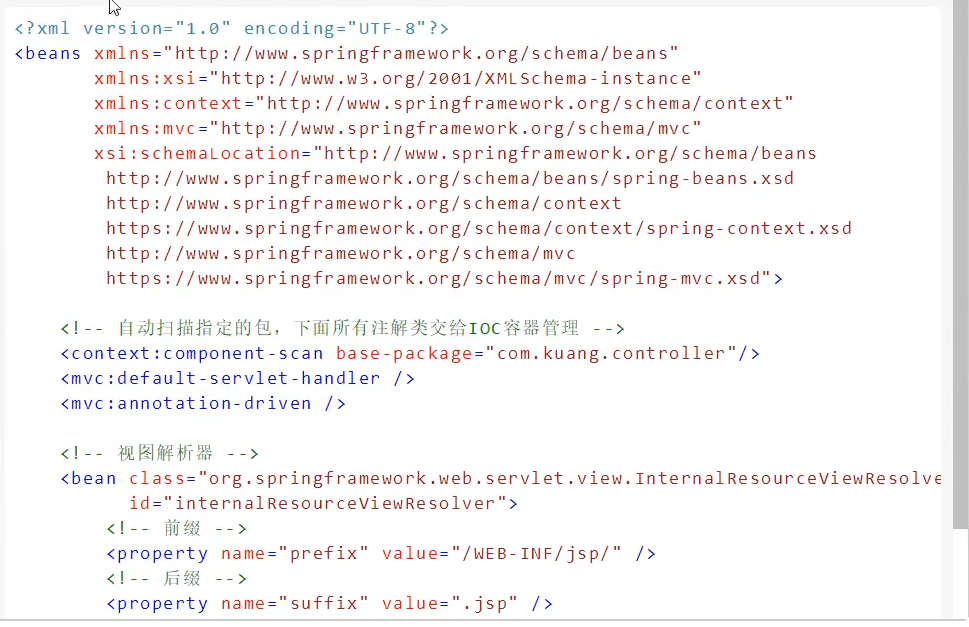 <?xml version="1.0" encoding="UTF-8"?>
<beans xmlns="http://www.springframework.org/schema/beans"
xmlns:xsi="http://www.w3.org/2001/XMLSchema-instance"
xmlns:context="http://www.springframework.org/schema/context"
xmlns:mvc="http://www.springframework.org/schema/mvc"
xsi:schemaLocation="http://www.springframework.org/schema/beans
http://www.springframework.org/schema/beans/spring-beans.xsd
http://www.springframework.org/schema/context
https://www.springframework.org/schema/context/spring-context.xsd
http://www.springframework.org/schema/mvc
https://www.springframework.org/schema/mvc/spring-mvc.xsd">
<!-- 自动扫描指定的包，下面所有注解类交给IOC容器管理 -->
<context:component-scan base-package="com.kuang.controller"/>
<mvc:default-servlet-handler />
<mvc:annotation-driven />
<!-- 视图解析器 -->
<bean class="org.springframework.web.servlet.view.InternalResourceViewResolve
id="internalResourceViewResolver">
<!-- 前缀 -->
<property name="prefix" value="/WEB-INF/jsp/" />
<!-- 后缀 -->
<property name="suffix" value=".jsp" />